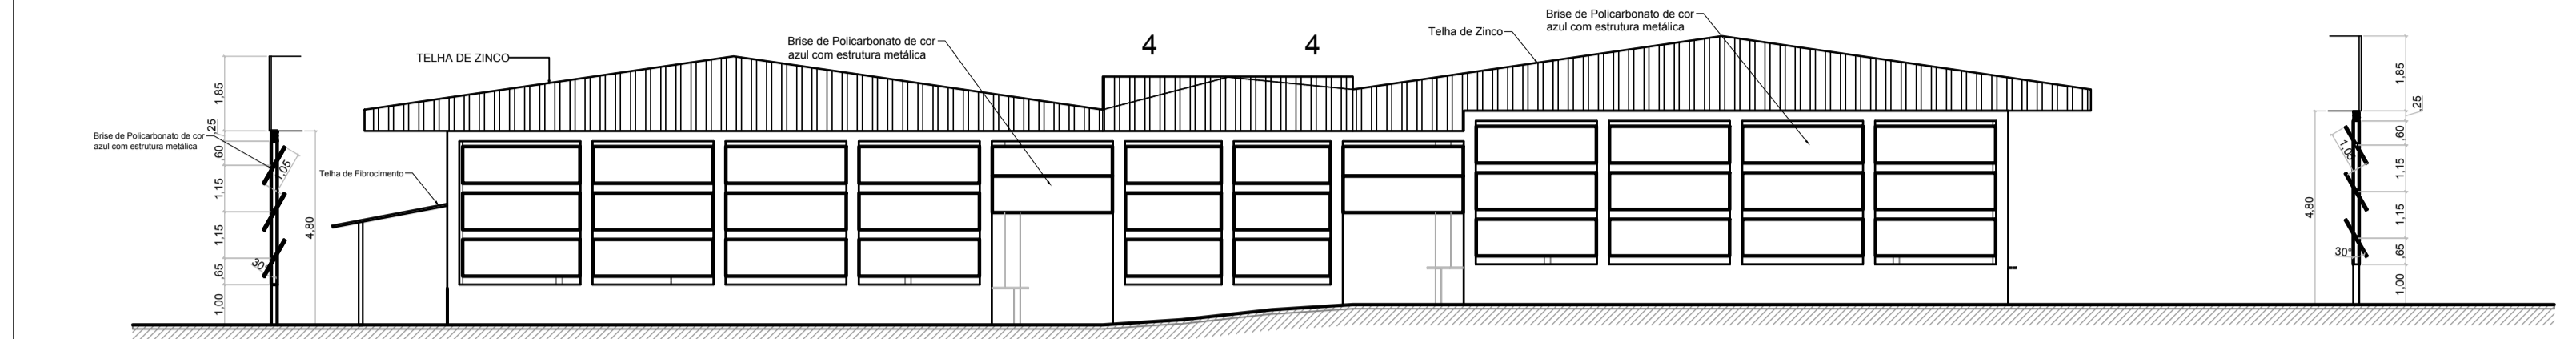 Brise de Policarbonato de cor
azul com estrutura metálica
Telha de Fibrocimento
TELHA DE ZINCO
Brise de Policarbonato de cor
azul com estrutura metálica
4
4
Telha de Zinco
Brise de Policarbonato de cor
azul com estrutura metálica
1,85
,25
,60
1,15
1,15
,65
1,00
4,80
1,05
30°
1,85
,25
,60
1,15
1,15
,65
1,00
4,80
1,05
30°